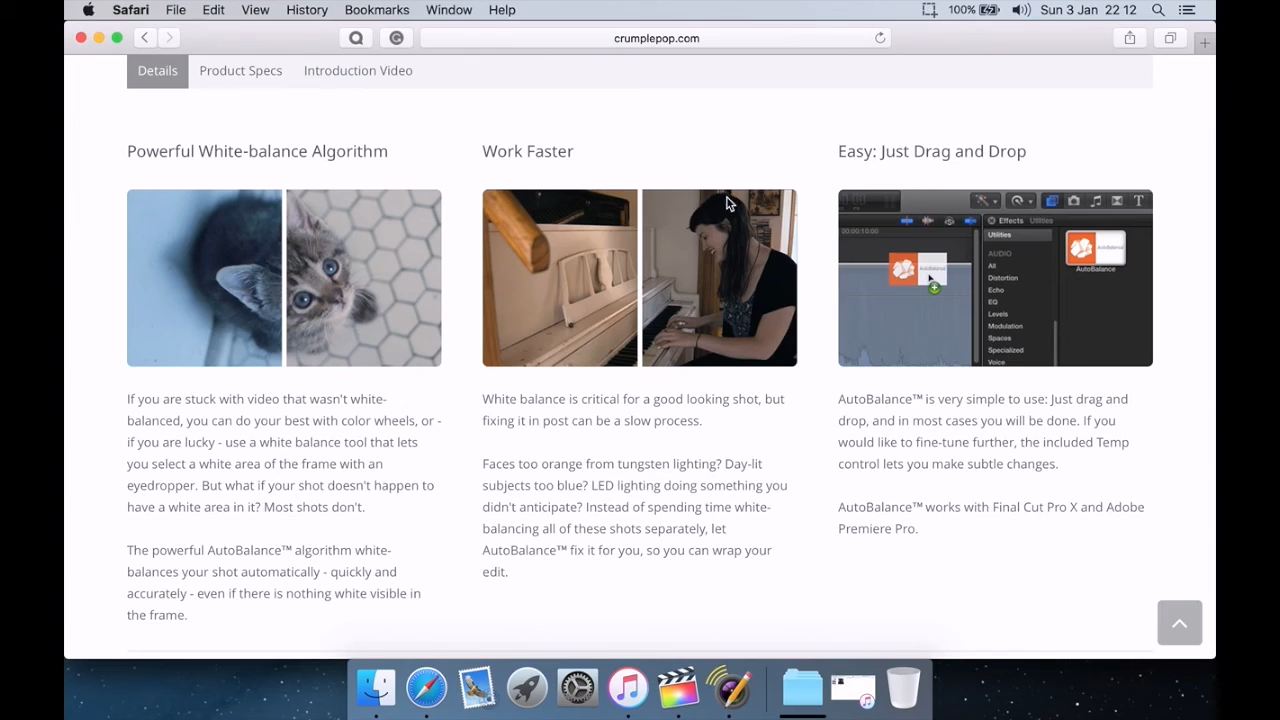 Safari File Edit View History Bookmarks Window Help 100% Sun 3 Jan 22 12
crumplepop.com
Details Product Specs Introduction Video
Powerful White-balance Algorithm
If you are stuck with video that wasn't white-
balanced, you can do your best with color wheels, or -
if you are lucky - use a white balance tool that lets
you select a white area of the frame with an
eyedropper. But what if your shot doesn't happen to
have a white area in it? Most shots don't.
The powerful AutoBalance™ algorithm white-
balances your shot automatically - quickly and
accurately - even if there is nothing white visible in
the frame.
Work Faster
White balance is critical for a good looking shot, but
fixing it in post can be a slow process.
Faces too orange from tungsten lighting? Day-lit
subjects too blue? LED lighting doing something you
didn't anticipate? Instead of spending time white-
balancing all of these shots separately, let
AutoBalance™ fix it for you, so you can wrap your
edit.
Easy: Just Drag and Drop
00:00:10:00
Effects Utilities
Utilities
AUDIO
All
Distortion
Echo
EQ
Levels
Modulation
Spaces
Specialized
Voice
AutoBalance
AutoBalance™ is very simple to use: Just drag and
drop, and in most cases you will be done. If you
would like to fine-tune further, the included Temp
control lets you make subtle changes.
AutoBalance™ works with Final Cut Pro X and Adobe
Premiere Pro.